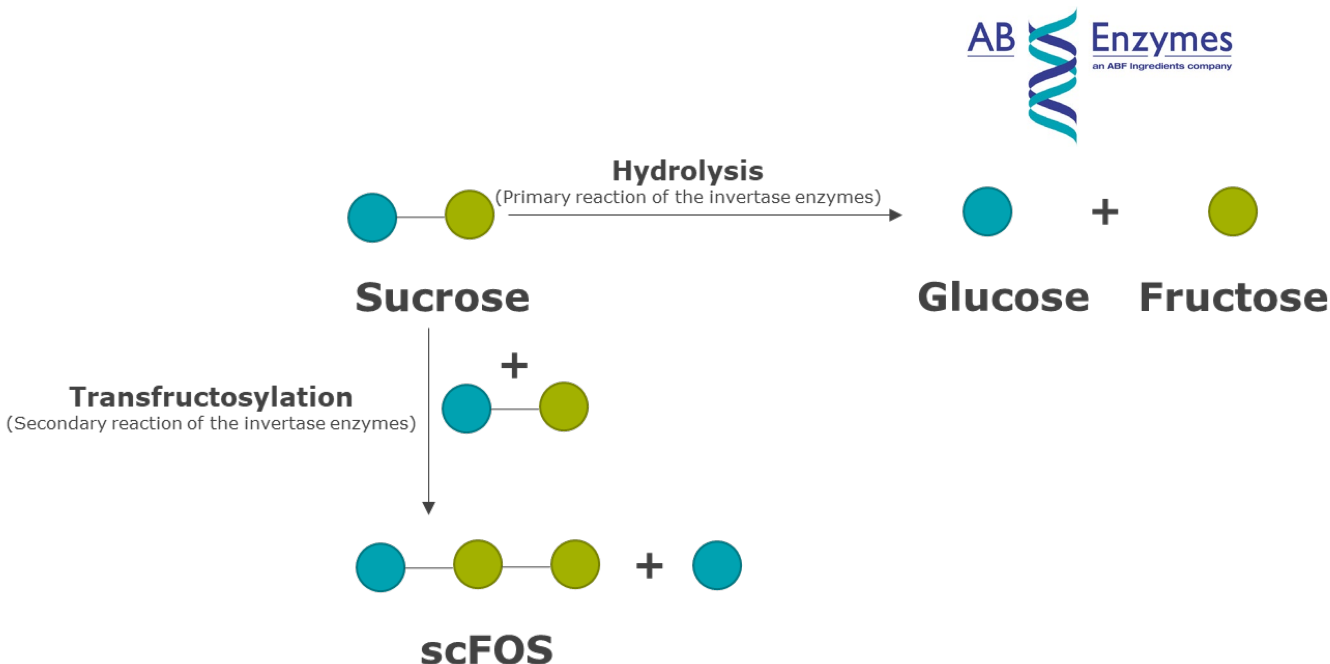 AB Enzymes
an ABF Ingredients company
Hydrolysis
(Primary reaction of the invertase enzymes)
+
Sucrose
Glucose
Fructose
+
Transfructosylation
(Secondary reaction of the invertase enzymes)
+
scFOS